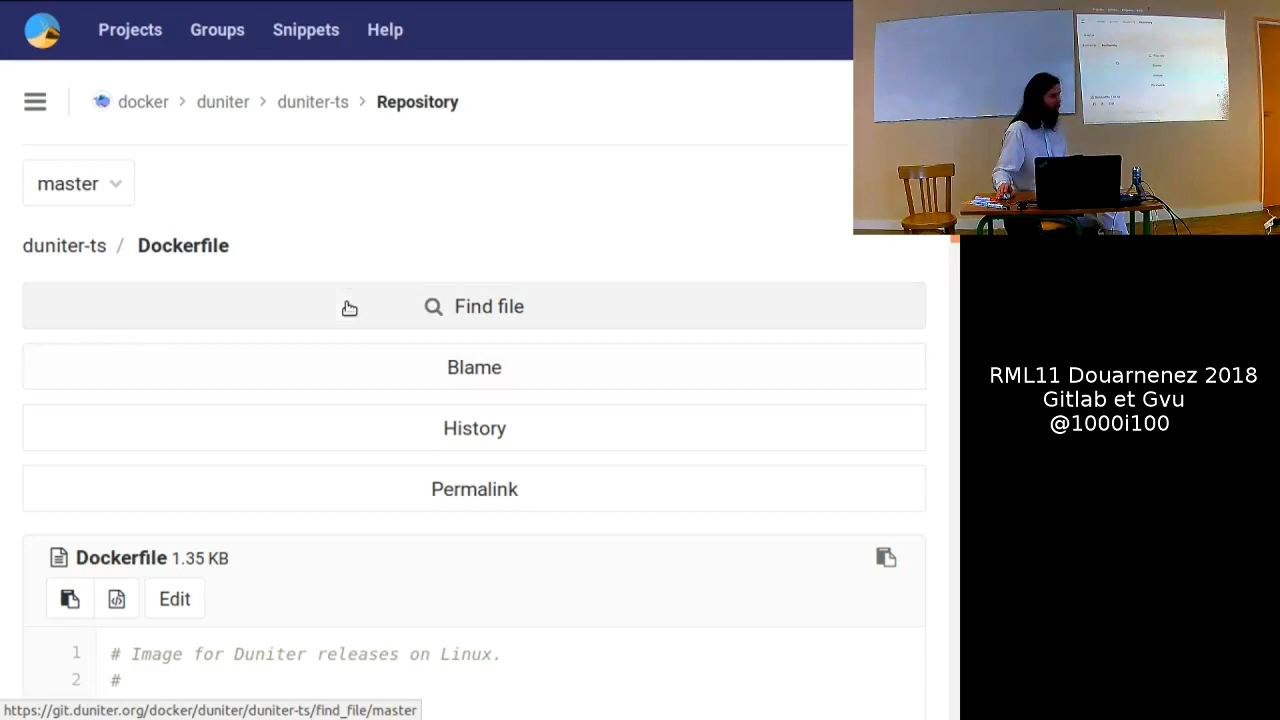 Projects Groups Snippets Help
docker > duniter > duniter-ts > Repository
master
duniter-ts / Dockerfile
Find file
Blame
History
Permalink
Dockerfile 1.35 KB
Edit
1 # Image for Duniter releases on Linux.
2 #
https://git.duniter.org/docker/duniter/duniter-ts/find_file/master
RML11 Douarnenez 2018
Gitlab et Gvu
@1000i100